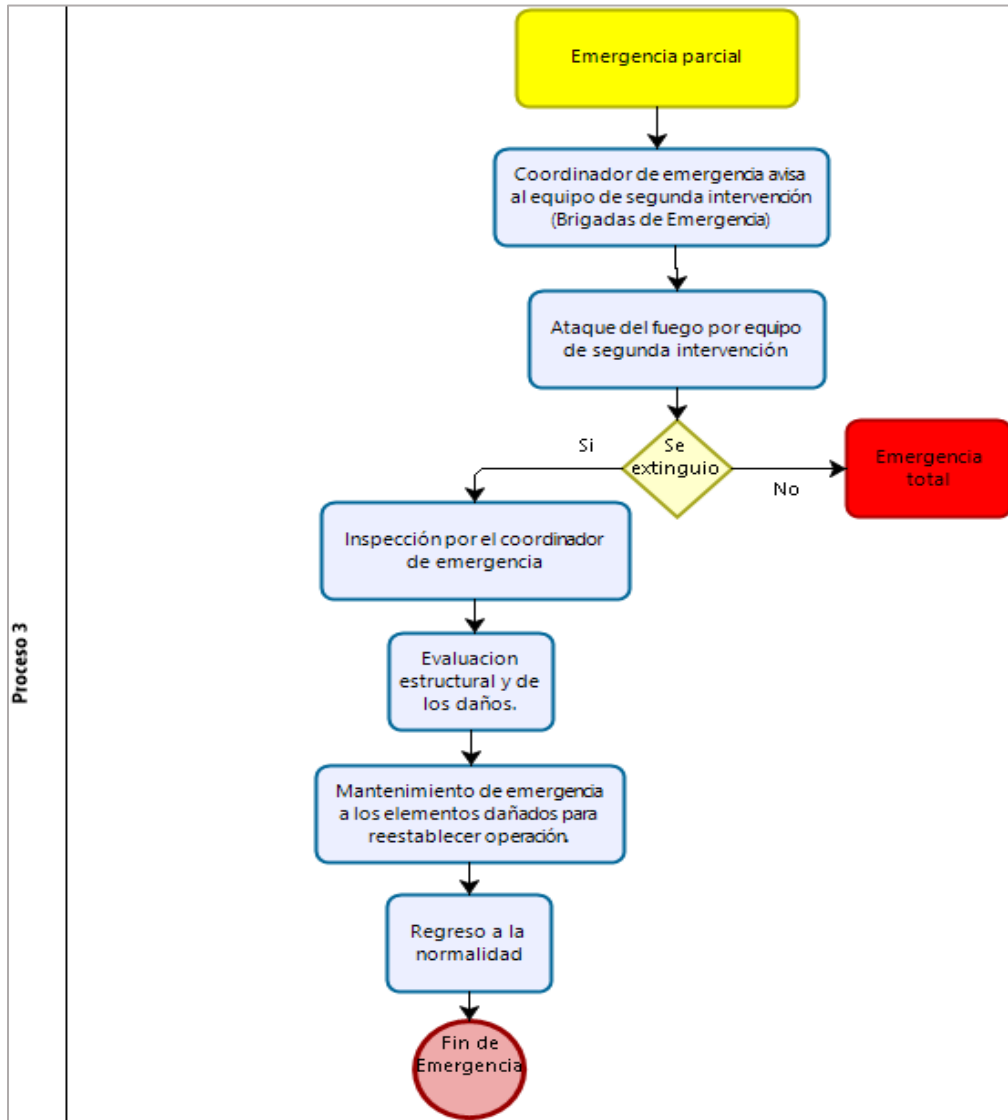 Proceso 3
Emergencia parcial
Coordinador de emergencia avisa
al equipo de segunda intervención
(Brigadas de Emergencia)
Ataque del fuego por equipo
de segunda intervención
Se
extinguio
Si
No
Emergencia
total
Inspección por el coordinador
de emergencia
Evaluacion
estructural y de
los daños.
Mantenimiento de emergencia
a los elementos dañados para
reestablecer operación.
Regreso a la
normalidad
Fin de
Emergencia